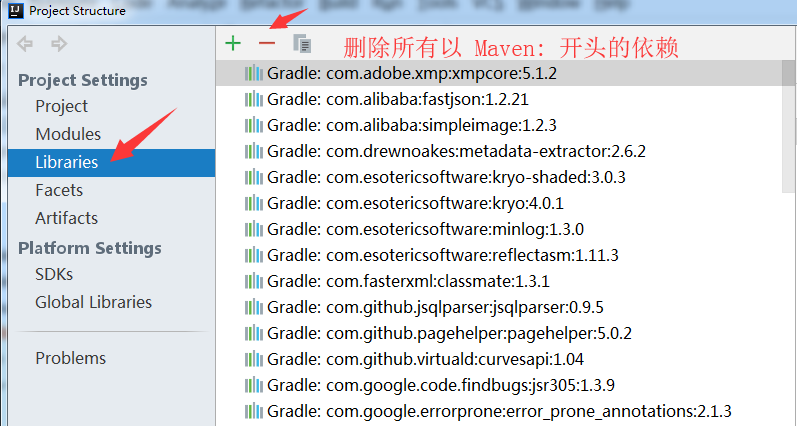 Project Structure
删除所有以 Maven: 开头的依赖
Project Settings
Project
Modules
Libraries
Facets
Artifacts
Platform Settings
SDKs
Global Libraries
Problems
Gradle: com.adobe.xmp:xmpcore:5.1.2
Gradle: com.alibaba:fastjson:1.2.21
Gradle: com.alibaba:simpleimage:1.2.3
Gradle: com.drewnoakes:metadata-extractor:2.6.2
Gradle: com.esotericsoftware:kryo-shaded:3.0.3
Gradle: com.esotericsoftware:kryo:4.0.1
Gradle: com.esotericsoftware:minlog:1.3.0
Gradle: com.esotericsoftware:reflectasm:1.11.3
Gradle: com.fasterxml:classmate:1.3.1
Gradle: com.github.jsqlparser:jsqlparser:0.9.5
Gradle: com.github.pagehelper:pagehelper:5.0.2
Gradle: com.github.virtuald:curvesapi:1.04
Gradle: com.google.code.findbugs:jsr305:1.3.9
Gradle: com.google.errorprone:error_prone_annotations:2.1.3